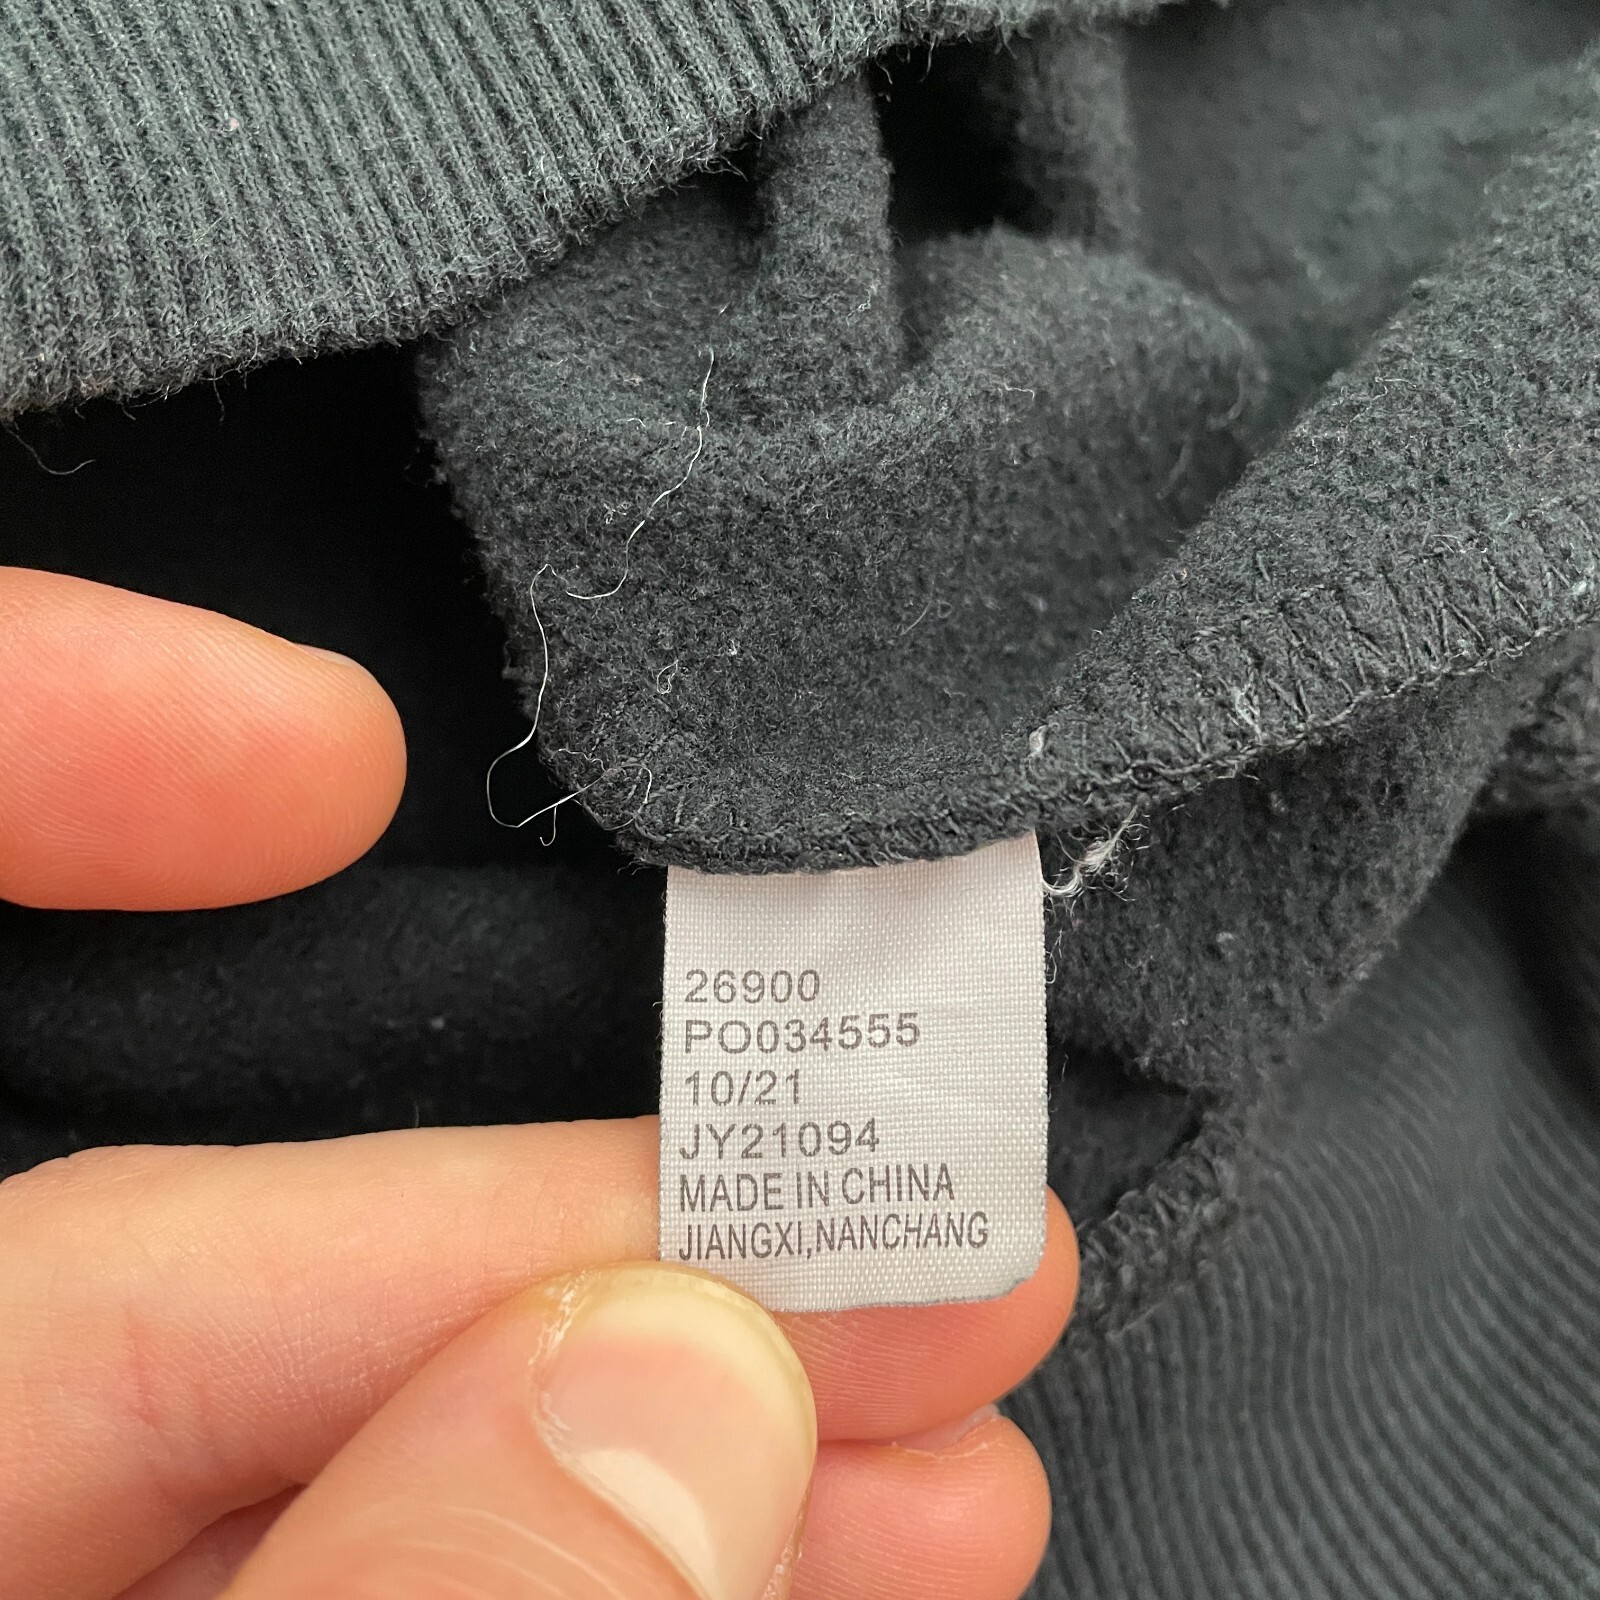 26900
PO034555
10/21
JY21094
MADE IN CHINA
JIANGXI,NANCHANG